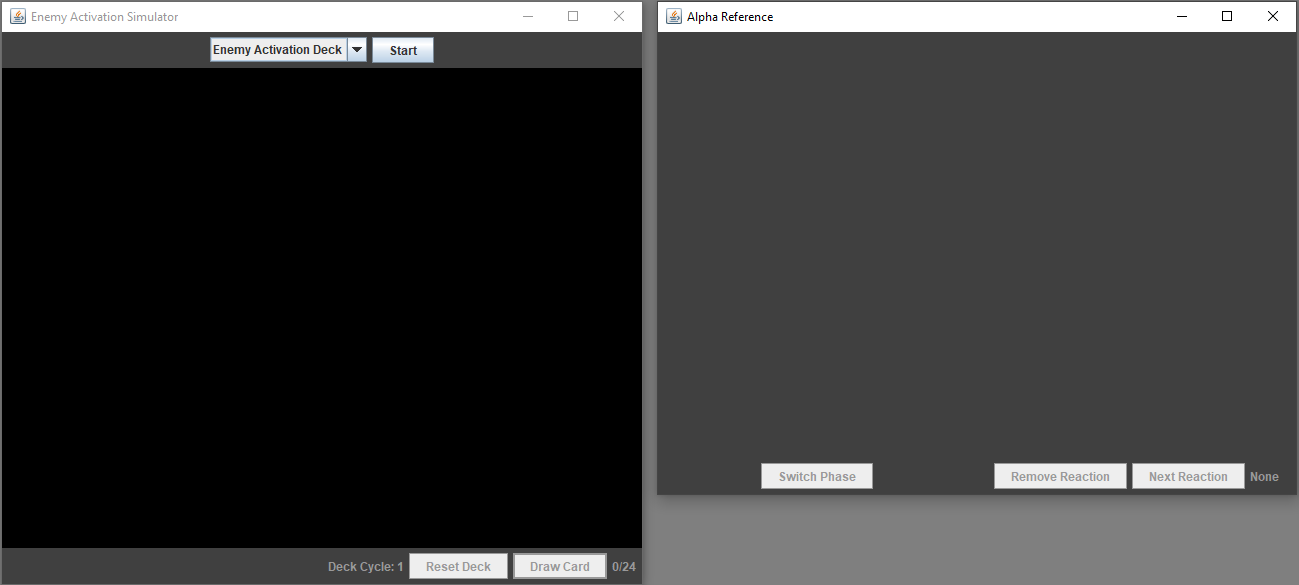 Enemy Activation Simulator
Enemy Activation Deck Start
Deck Cycle: 1 Reset Deck Draw Card 0/24
Alpha Reference
Switch Phase Remove Reaction Next Reaction None